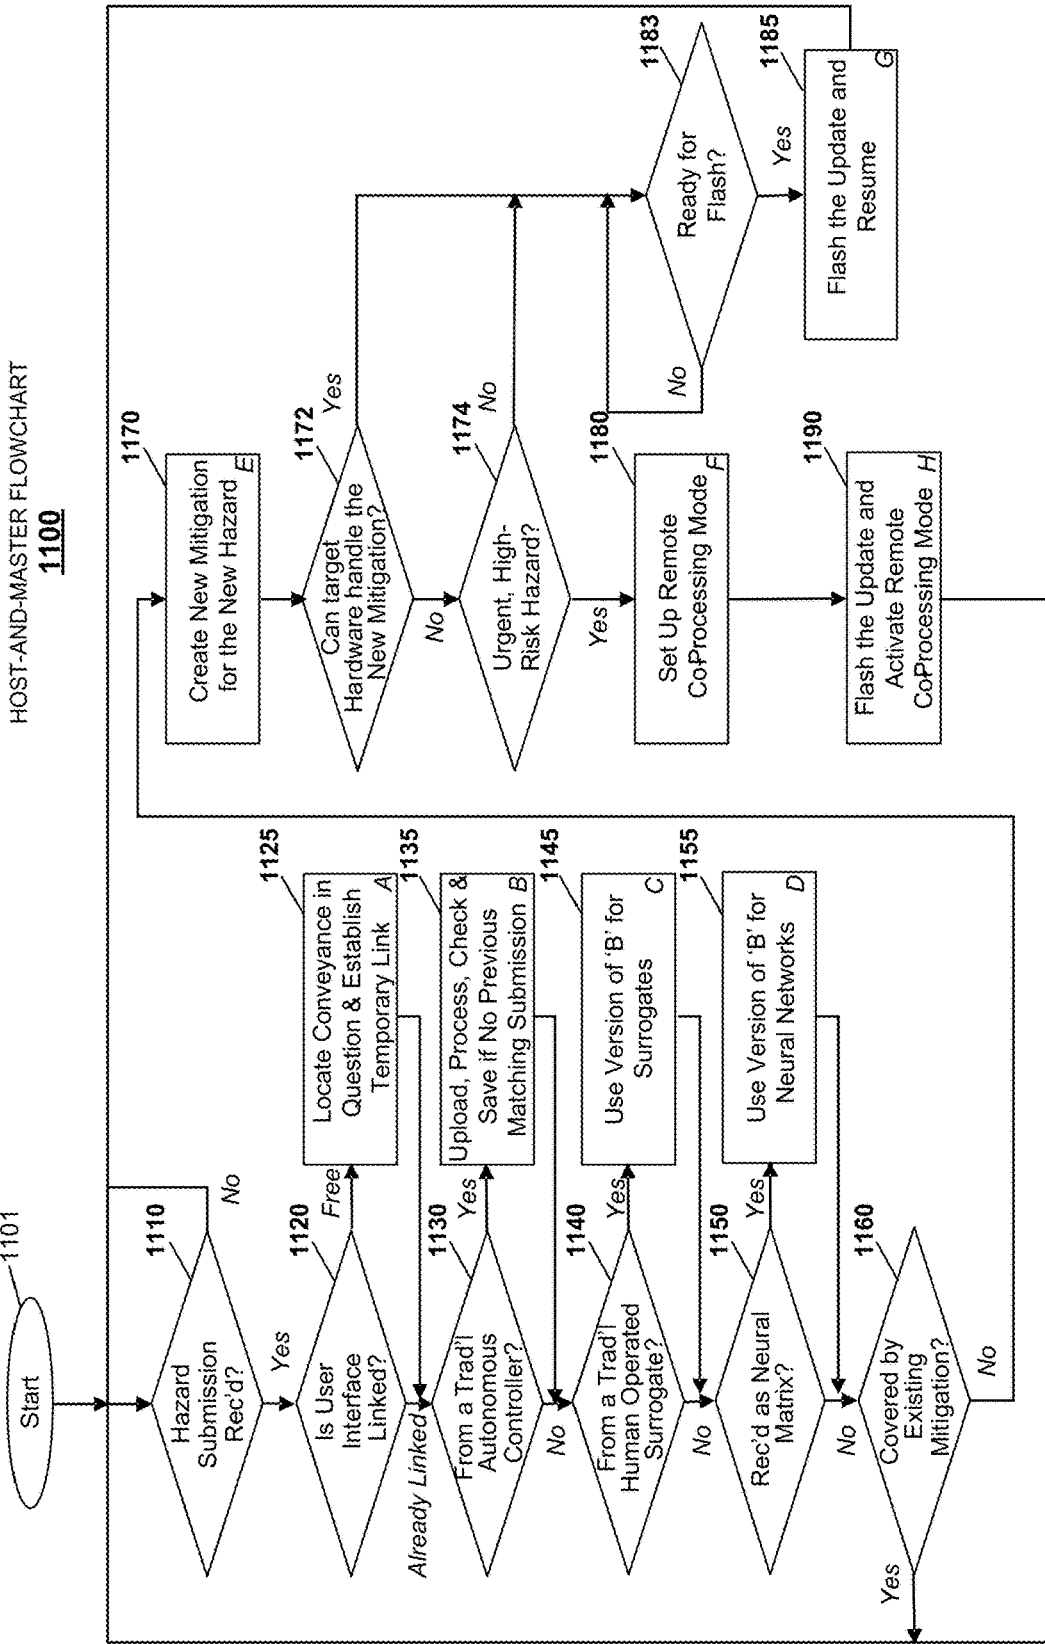 HOST-AND-MASTER FLOWCHART
1100
Start
1101
Hazard
Submission
Rec'd?
1110
No
Yes
Is User
Interface
Linked?
1120
Free
Already Linked
Locate Conveyance in
Question & Establish
Temporary Link
A
1125
From a Trad'l
Autonomous
Controller?
1130
Yes
No
Upload, Process, Check &
Save if No Previous
Matching Submission
B
1135
From a Trad'l
Human Operated
Surrogate?
1140
Yes
No
Use Version of 'B' for
Surrogates
C
1145
Rec'd as Neural
Matrix?
1150
Yes
No
Use Version of 'B' for
Neural Networks
D
1155
Covered by
Existing
Mitigation?
1160
Yes
No
Create New Mitigation
for the New Hazard
E
1170
Can target
Hardware handle the
New Mitigation?
1172
Yes
No
Urgent, High-
Risk Hazard?
1174
No
Yes
Set Up Remote
CoProcessing Mode
F
1180
Flash the Update and
Activate Remote
CoProcessing Mode
H
1190
Ready for
Flash?
1183
No
Yes
Flash the Update and
Resume
G
1185